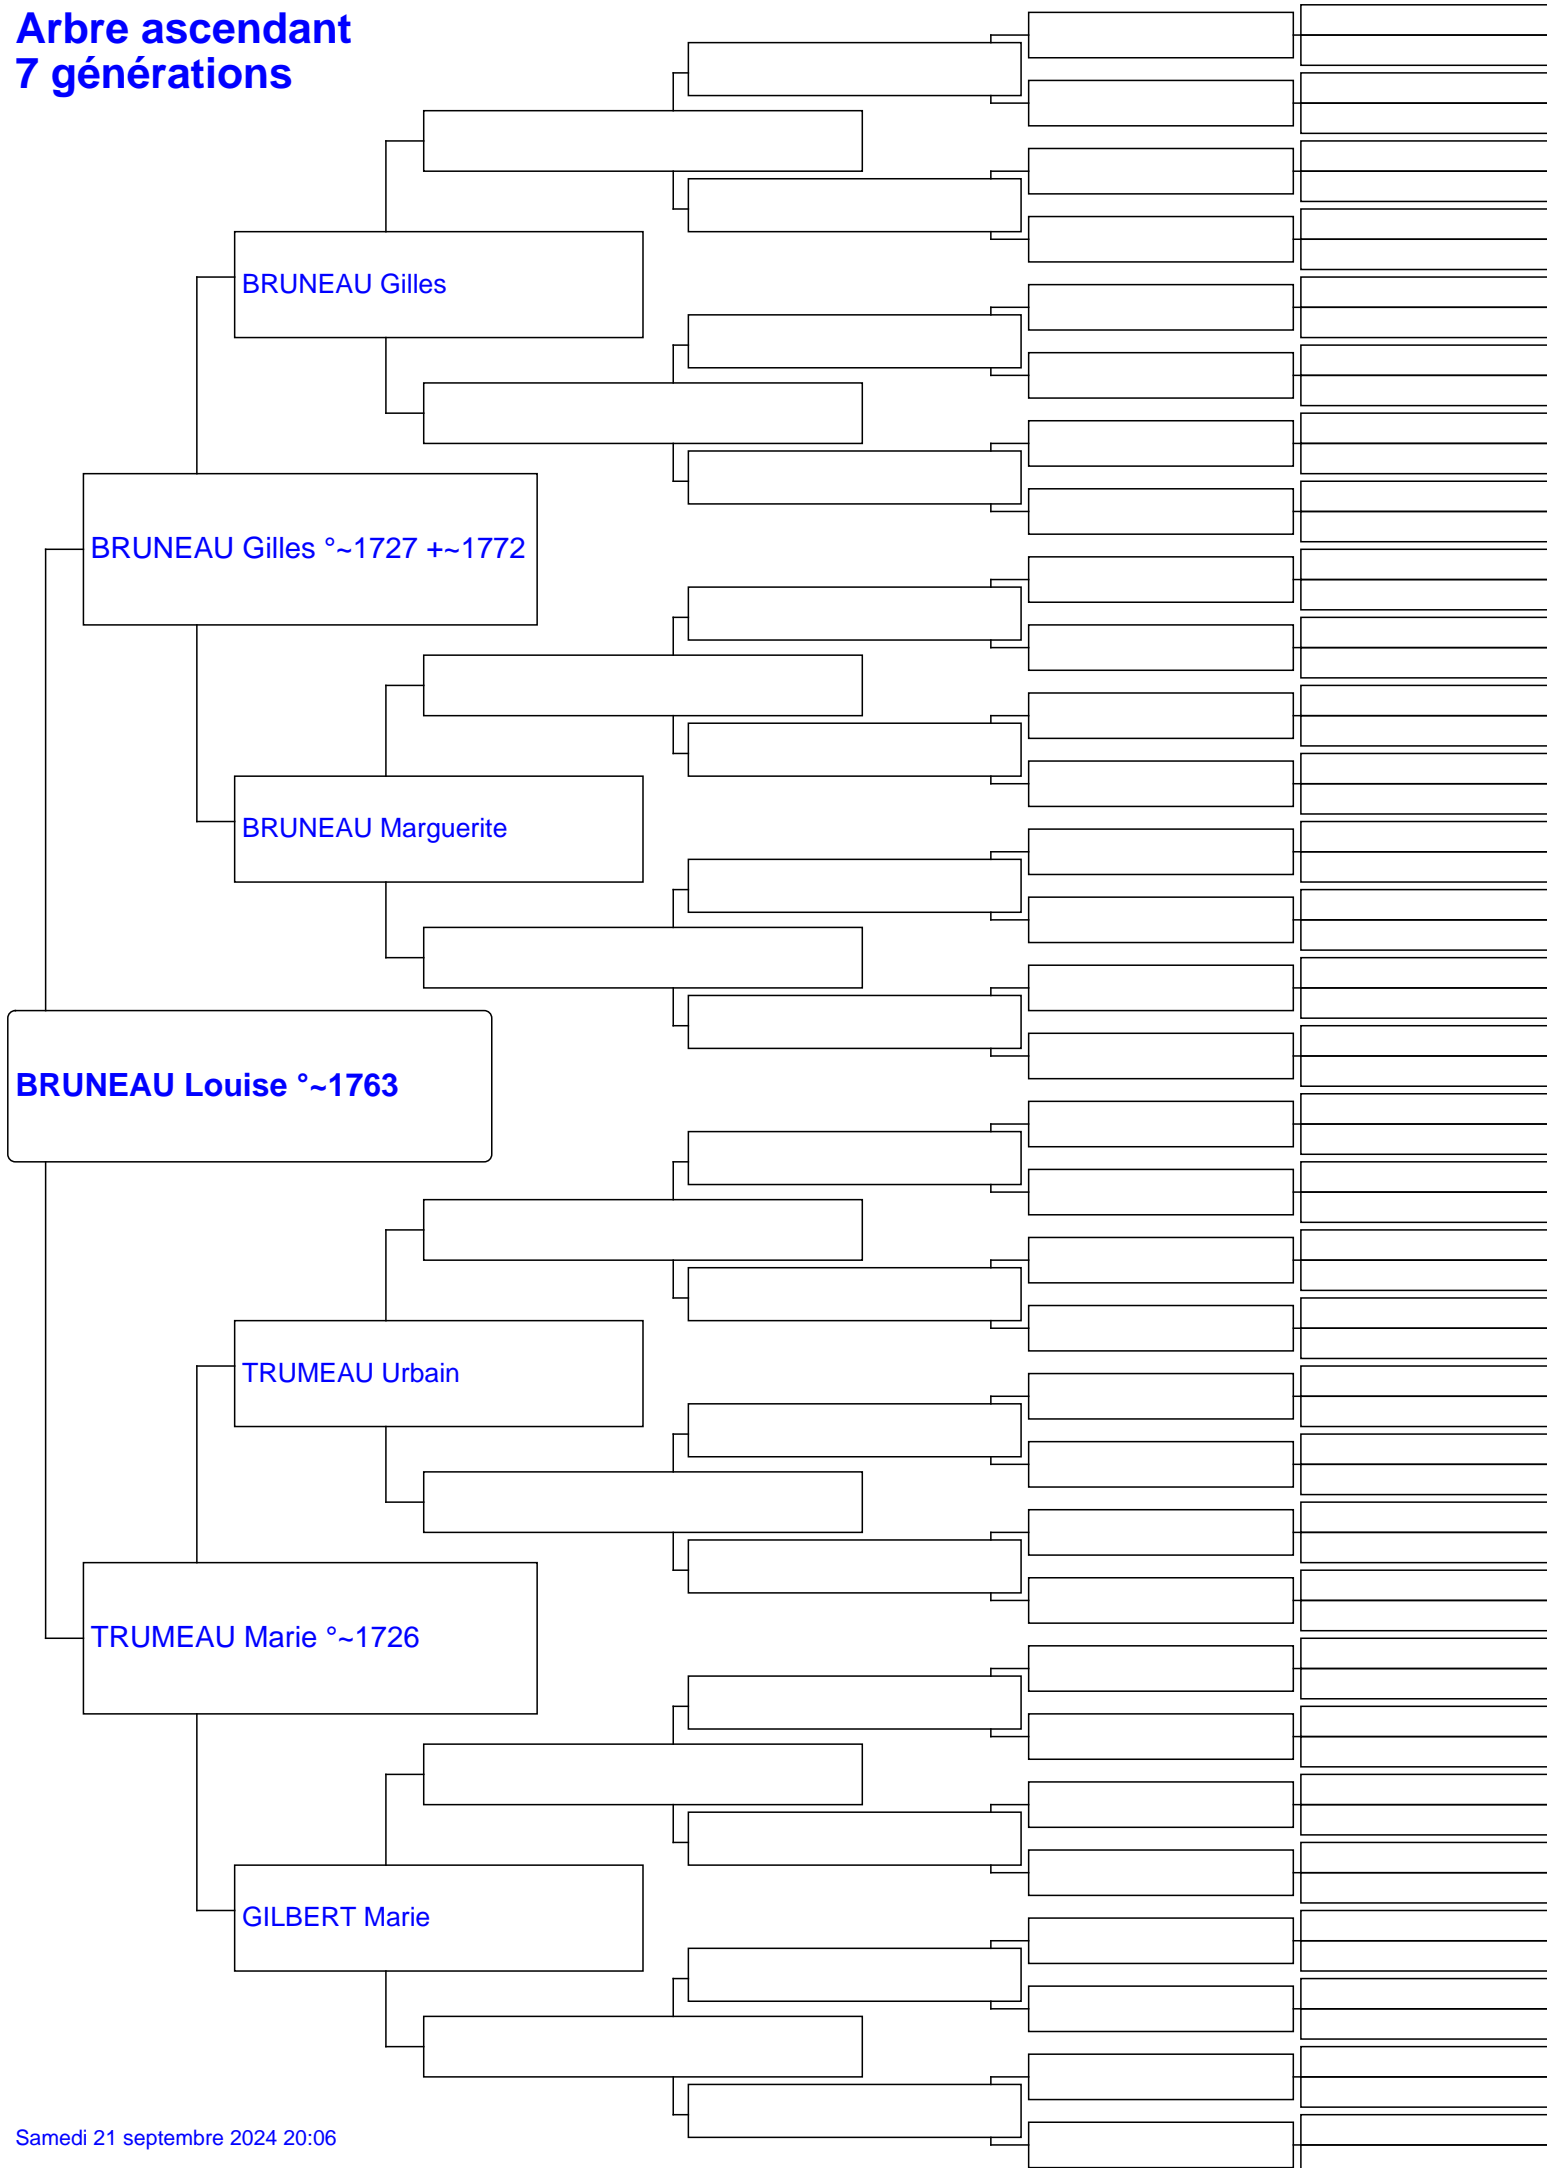 Arbre ascendant
7 générations
BRUNEAU Gilles
BRUNEAU Gilles °~1727 +~1772
BRUNEAU Marguerite
BRUNEAU Louise °~1763
TRUMEAU Urbain
TRUMEAU Marie °~1726
GILBERT Marie
Samedi 21 septembre 2024 20:06